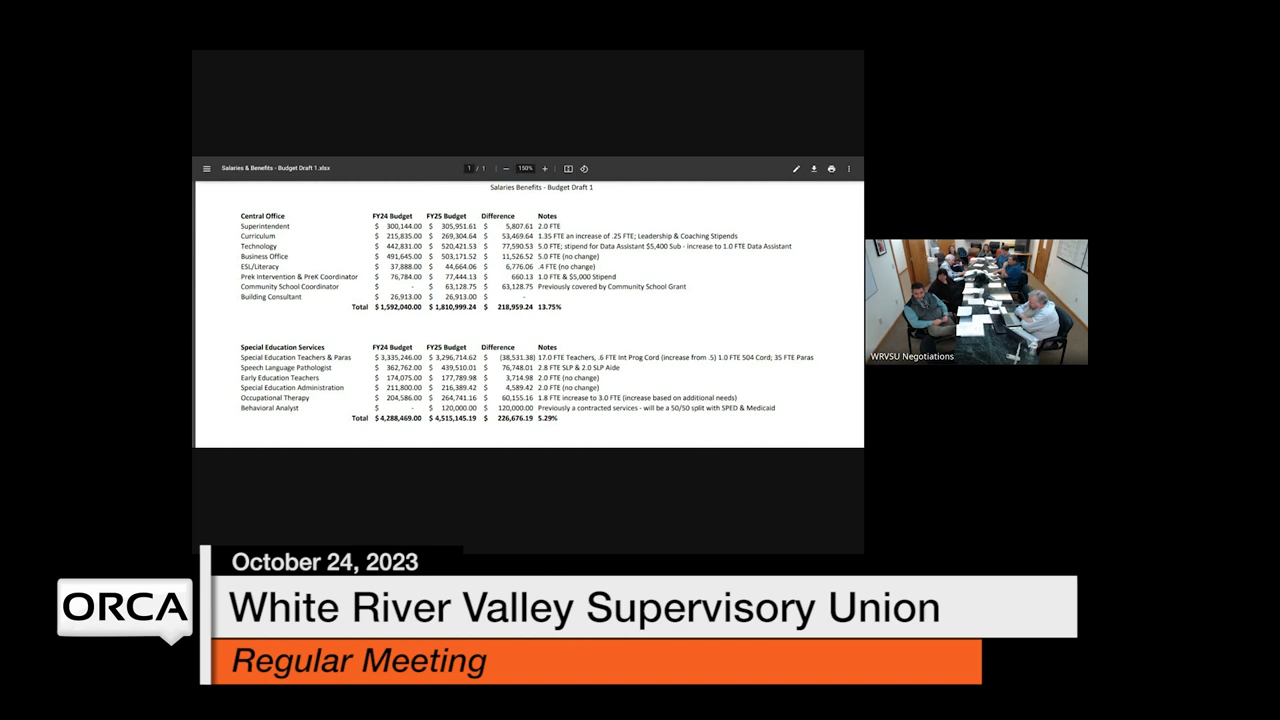 Salaries & Benefits - Budget Draft 1.xlsx 1 / 1 150%
Salaries Benefits - Budget Draft 1
Central Office FY24 Budget FY25 Budget Difference Notes
Superintendent $ 300,144.00 $ 305,951.61 $ 5,807.61 2.0 FTE
Curriculum $ 215,835.00 $ 269,304.64 $ 53,469.64 1.35 FTE an increase of .25 FTE; Leadership & Coaching Stipends
Technology $ 442,831.00 $ 520,421.53 $ 77,590.53 5.0 FTE; stipend for Data Assistant $5,400 Sub - increase to 1.0 FTE Data Assistant
Business Office $ 491,645.00 $ 503,171.52 $ 11,526.52 5.0 FTE (no change)
ESL/Literacy $ 37,888.00 $ 44,664.06 $ 6,776.06 .4 FTE (no change)
Prek Intervention & PreK Coordinator $ 76,784.00 $ 77,444.13 $ 660.13 1.0 FTE & $5,000 Stipend
Community School Coordinator $ - $ 63,128.75 $ 63,128.75 Previously covered by Community School Grant
Building Consultant $ 26,913.00 $ 26,913.00 $ -
Total $ 1,592,040.00 $ 1,810,999.24 $ 218,959.24 13.75%
Special Education Services FY24 Budget FY25 Budget Difference Notes
Special Education Teachers & Paras $ 3,335,246.00 $ 3,296,714.62 $ (38,531.38) 17.0 FTE Teachers, .6 FTE Int Prog Cord (increase from .5) 1.0 FTE 504 Cord; 35 FTE Paras
Speech Language Pathologist $ 362,762.00 $ 439,510.01 $ 76,748.01 2.8 FTE SLP & 2.0 SLP Aide
Early Education Teachers $ 174,075.00 $ 177,789.98 $ 3,714.98 2.0 FTE (no change)
Special Education Administration $ 211,800.00 $ 216,389.42 $ 4,589.42 2.0 FTE (no change)
Occupational Therapy $ 204,586.00 $ 264,741.16 $ 60,155.16 1.8 FTE increase to 3.0 FTE (increase based on additional needs)
Behavioral Analyst $ - $ 120,000.00 $ 120,000.00 Previously a contracted services - will be a 50/50 split with SPED & Medicaid
Total $ 4,288,469.00 $ 4,515,145.19 $ 226,676.19 5.29%
WRVSU Negotiations
October 24, 2023
ORCA
White River Valley Supervisory Union
Regular Meeting